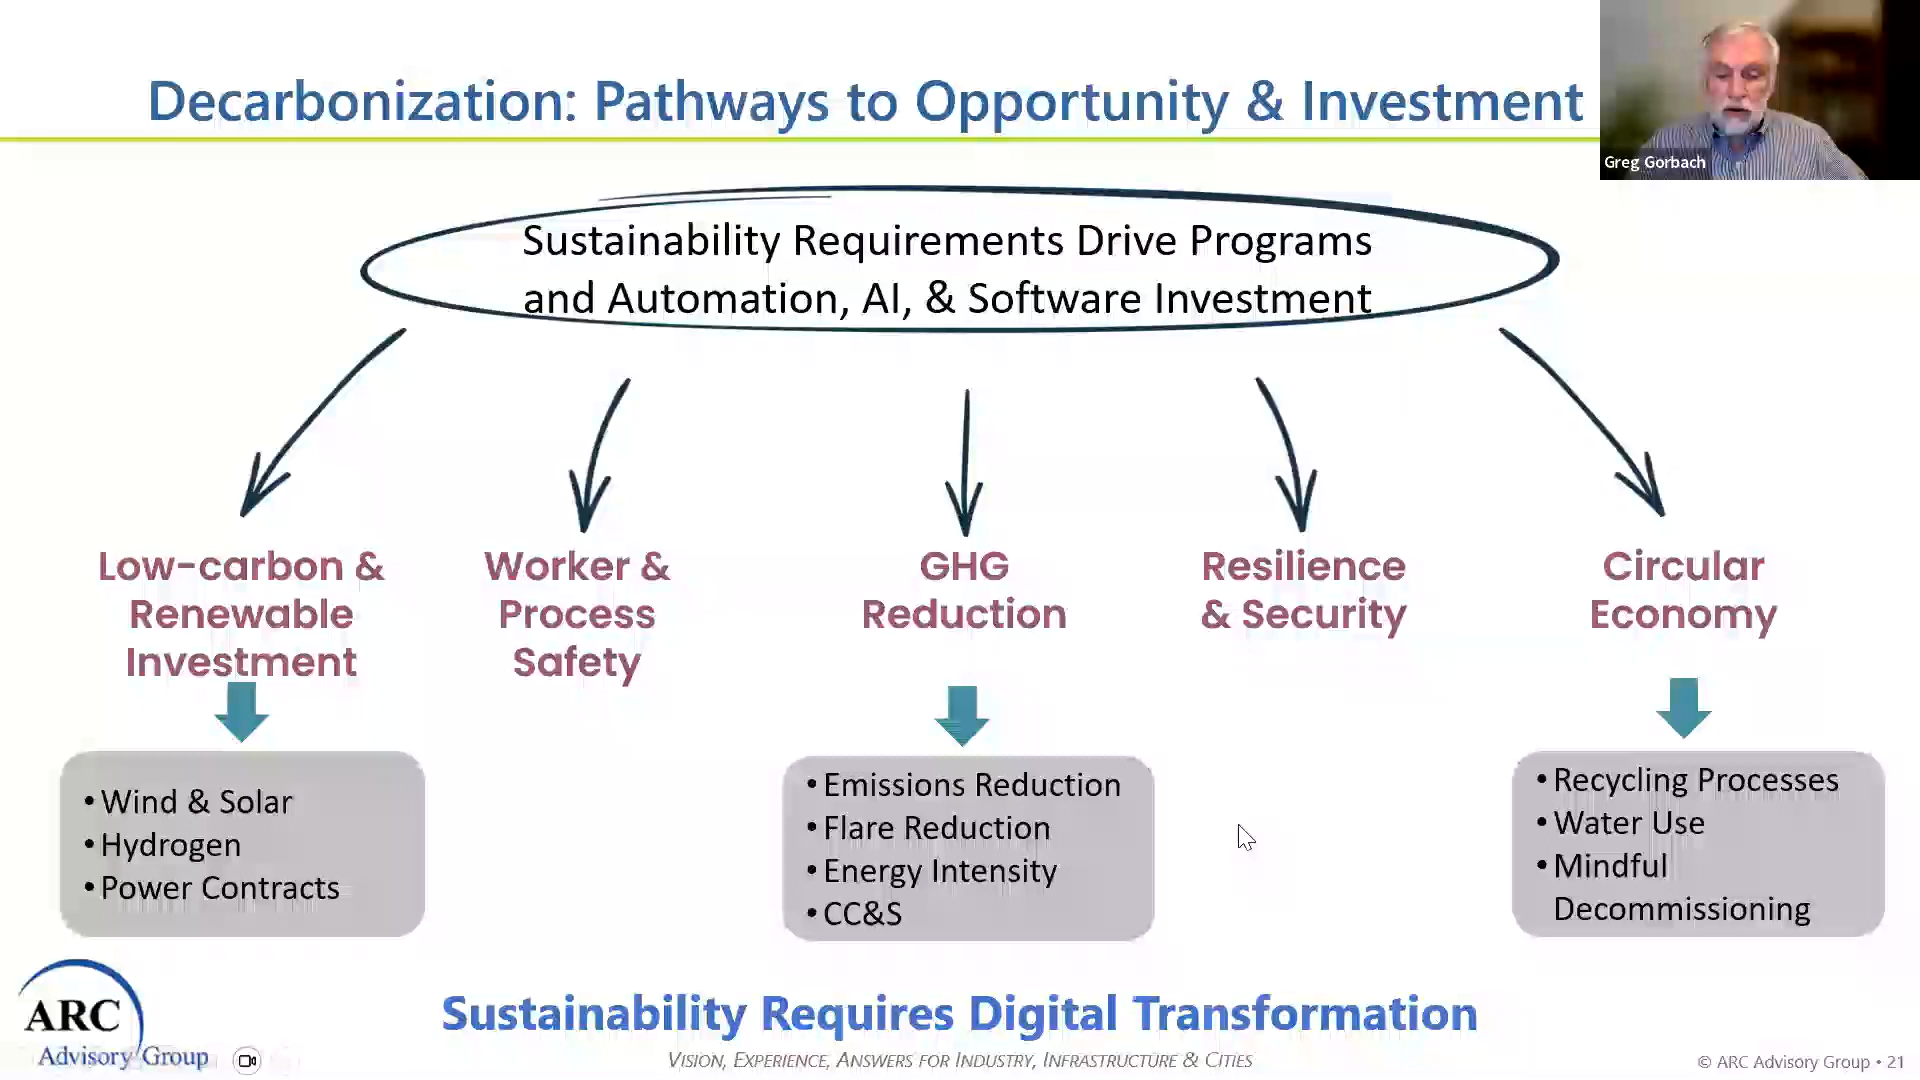 Decarbonization: Pathways to Opportunity & Investment
Greg Gorbach
Sustainability Requirements Drive Programs
and Automation, AI, & Software Investment
Low-carbon &
Renewable
Investment
Worker &
Process
Safety
GHG
Reduction
Resilience
& Security
Circular
Economy
• Wind & Solar
• Hydrogen
• Power Contracts
• Emissions Reduction
• Flare Reduction
• Energy Intensity
• CC&S
• Recycling Processes
• Water Use
• Mindful
Decommissioning
ARC
Advisory Group
Sustainability Requires Digital Transformation
VISION, EXPERIENCE, ANSWERS FOR INDUSTRY, INFRASTRUCTURE & CITIES
© ARC Advisory Group • 21